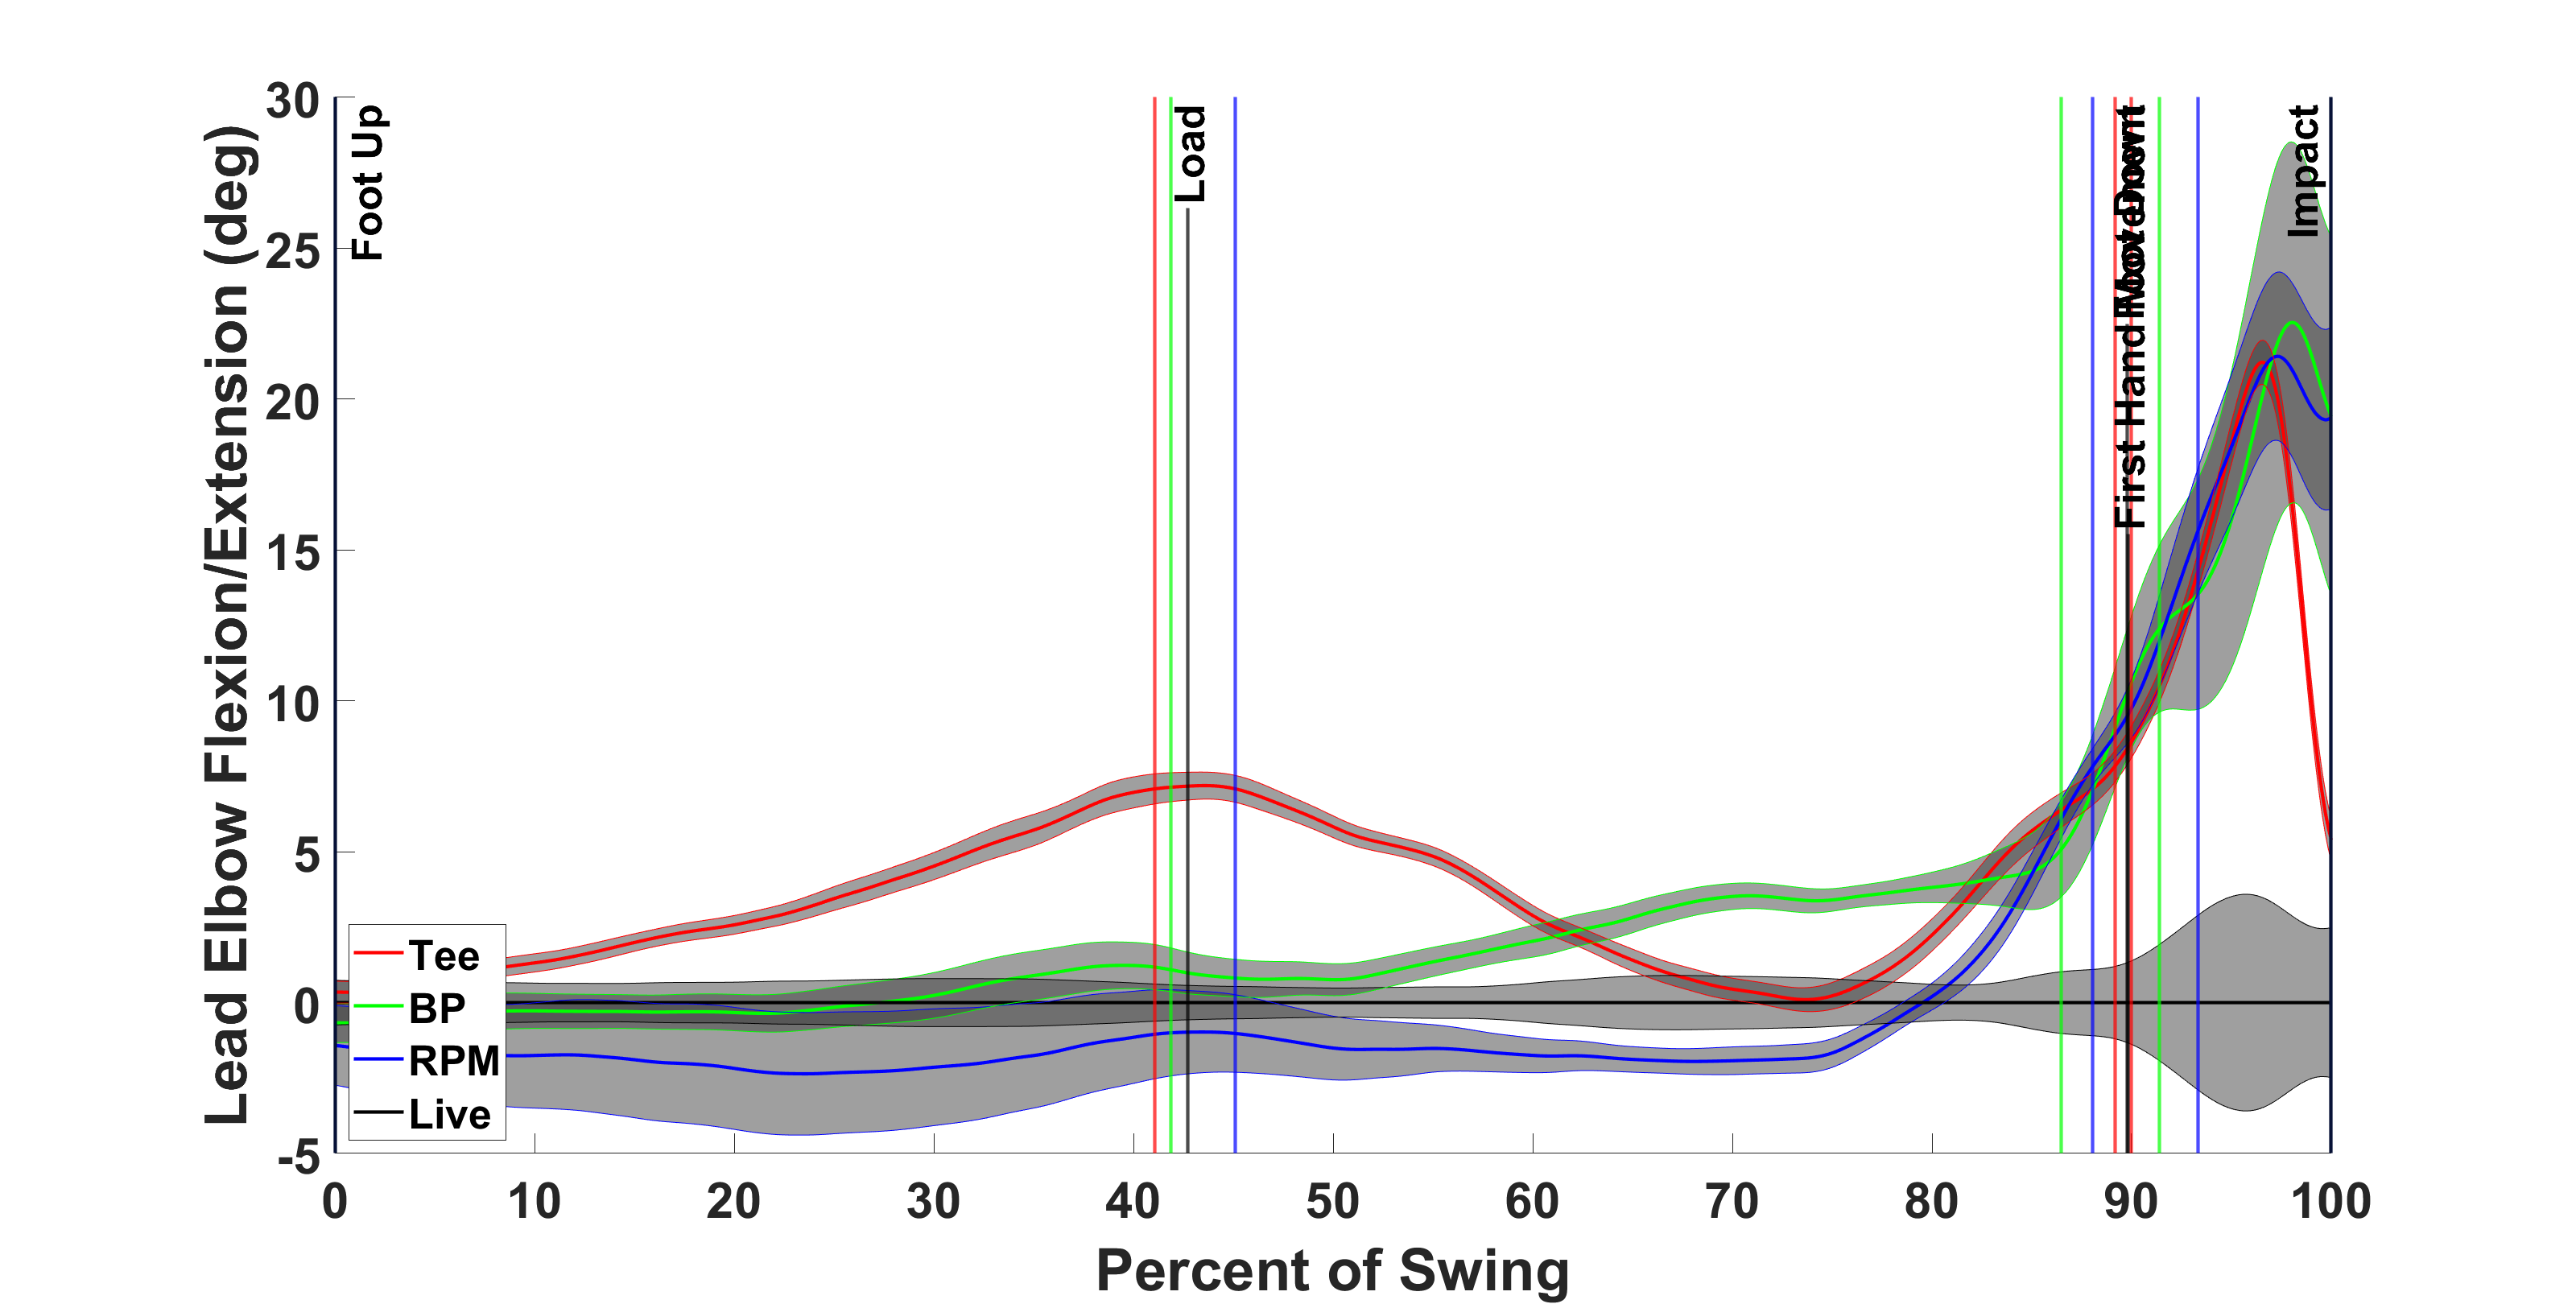 Lead Elbow Flexion/Extension (deg)
30
25
20
15
10
5
0
-5
Foot Up
Load
First Hand Movement
Foot Down
Impact
Tee
BP
RPM
Live
0 10 20 30 40 50 60 70 80 90 100
Percent of Swing